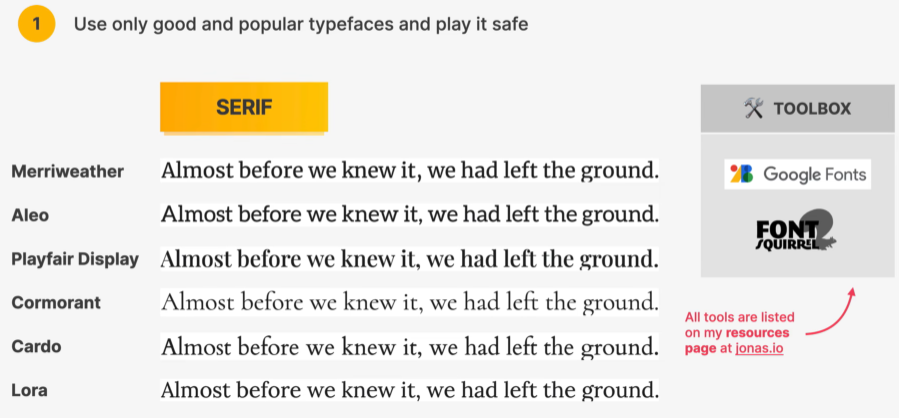 1 Use only good and popular typefaces and play it safe
SERIF
Merriweather Almost before we knew it, we had left the ground.
Aleo Almost before we knew it, we had left the ground.
Playfair Display Almost before we knew it, we had left the ground.
Cormorant Almost before we knew it, we had left the ground.
Cardo Almost before we knew it, we had left the ground.
Lora Almost before we knew it, we had left the ground.
TOOLBOX
Google Fonts
FONT
SQUIRREL
All tools are listed
on my resources
page at jonas.io